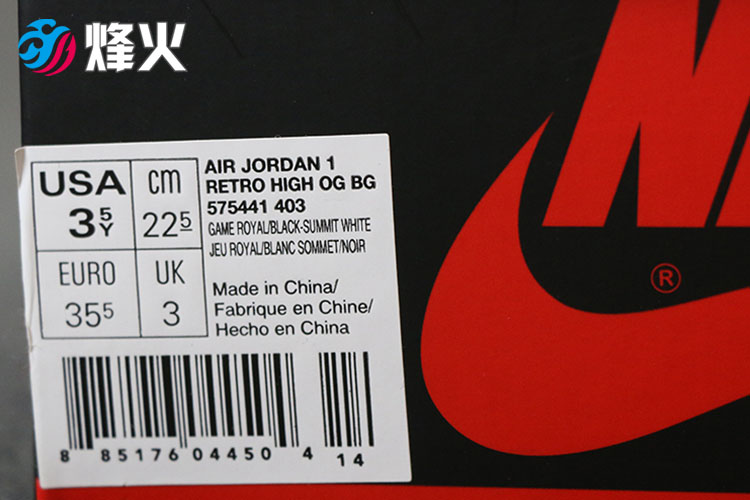 烽火
NI
®
USA
3 5Y
cm
22 5
EURO
35 5
UK
3
AIR JORDAN 1
RETRO HIGH OG BG
575441 403
GAME ROYAL/BLACK-SUMMIT WHITE
JEU ROYAL/BLANC SOMMET/NOIR
Made in China/
Fabrique en Chine/
Hecho en China
8 85176 04450 4 14